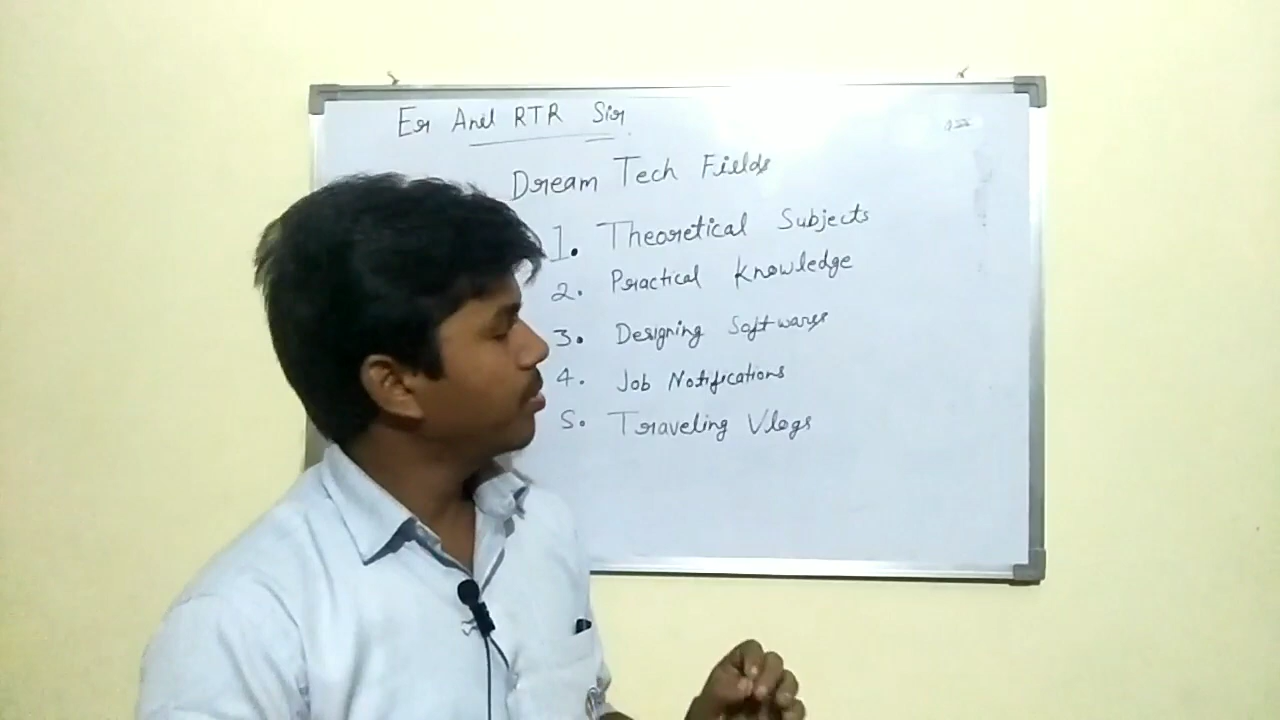 Er Anil RTR Sir
Dream Tech Fields
1. Theoretical Subjects
2. Practical Knowledge
3. Designing Softwares
4. Job Notifications
5. Traveling Vlogs